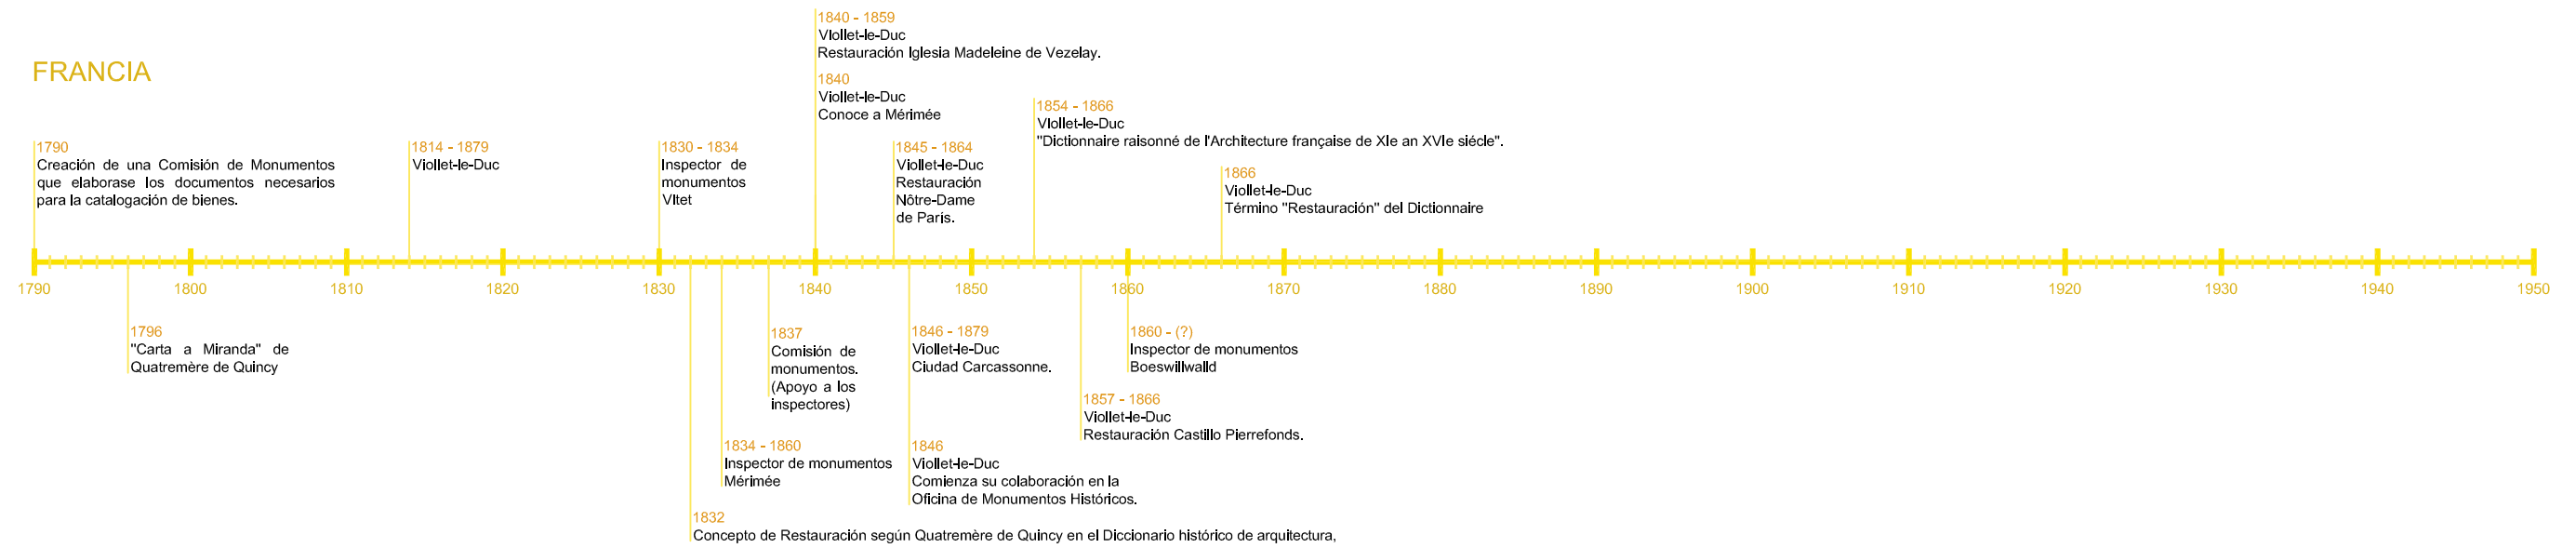 FRANCIA
1840 - 1859
VIollet-le-Duc
Restauración Iglesia Madeleine de Vezelay.
1840
Viollet-le-Duc
Conoce a Mérimée
1854 - 1866
VIollet-le-Duc
"Dictionnaire raisonné de l'Architecture française de XIe an XVIe siécle".
1790
Creación de una Comisión de Monumentos
que elaborase los documentos necesarios
para la catalogación de bienes.
1814 - 1879
Viollet-le-Duc
1830 - 1834
Inspector de
monumentos
VItet
1845 - 1864
Viollet-le-Duc
Restauración
Nôtre-Dame
de París.
1866
Viollet-le-Duc
Término "Restauración" del Dictionnaire
1790 1800 1810 1820 1830 1840 1850 1860 1870 1880 1890 1900 1910 1920 1930 1940 1950
1796
"Carta a Miranda" de
Quatremère de Quincy
1837
Comisión de
monumentos.
(Apoyo a los
inspectores)
1846 - 1879
Viollet-le-Duc
Ciudad Carcassonne.
1860 - (?)
Inspector de monumentos
Boeswillwalld
1857 - 1866
Viollet-le-Duc
Restauración Castillo Pierrefonds.
1834 - 1860
Inspector de monumentos
Mérimée
1846
Viollet-le-Duc
Comienza su colaboración en la
Oficina de Monumentos Históricos.
1832
Concepto de Restauración según Quatremère de Quincy en el Diccionario histórico de arquitectura,